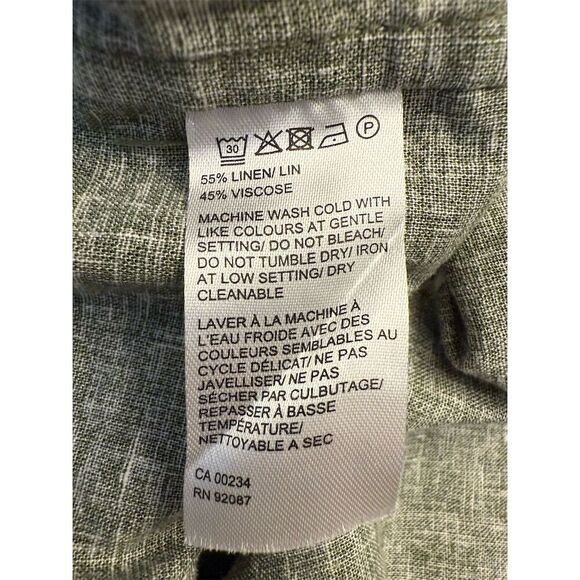 30
P
55% LINEN/ LIN
45% VISCOSE
MACHINE WASH COLD WITH
LIKE COLOURS AT GENTLE
SETTING/ DO NOT BLEACH/
DO NOT TUMBLE DRY/ IRON
AT LOW SETTING/ DRY
CLEANABLE
LAVER À LA MACHINE À
L'EAU FROIDE AVEC DES
COULEURS SEMBLABLES AU
CYCLE DÉLICAT/ NE PAS
JAVELLISER/ NE PAS
SÉCHER PAR CULBUTAGE/
REPASSER À BASSE
TEMPÉRATURE/
NETTOYABLE A SEC
CA 00234
RN 92087